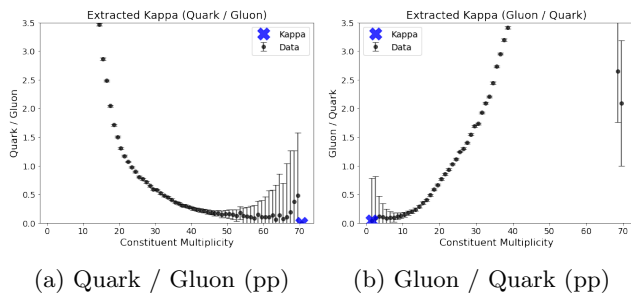 Extracted Kappa (Quark / Gluon)
3.5
3.0
2.5
2.0
1.5
1.0
0.5
0.0
Quark / Gluon
Kappa
Data
0 10 20 30 40 50 60 70
Constituent Multiplicity
(a) Quark / Gluon (pp)
Extracted Kappa (Gluon / Quark)
3.5
3.0
2.5
2.0
1.5
1.0
0.5
0.0
Gluon / Quark
Kappa
Data
0 10 20 30 40 50 60 70
Constituent Multiplicity
(b) Gluon / Quark (pp)